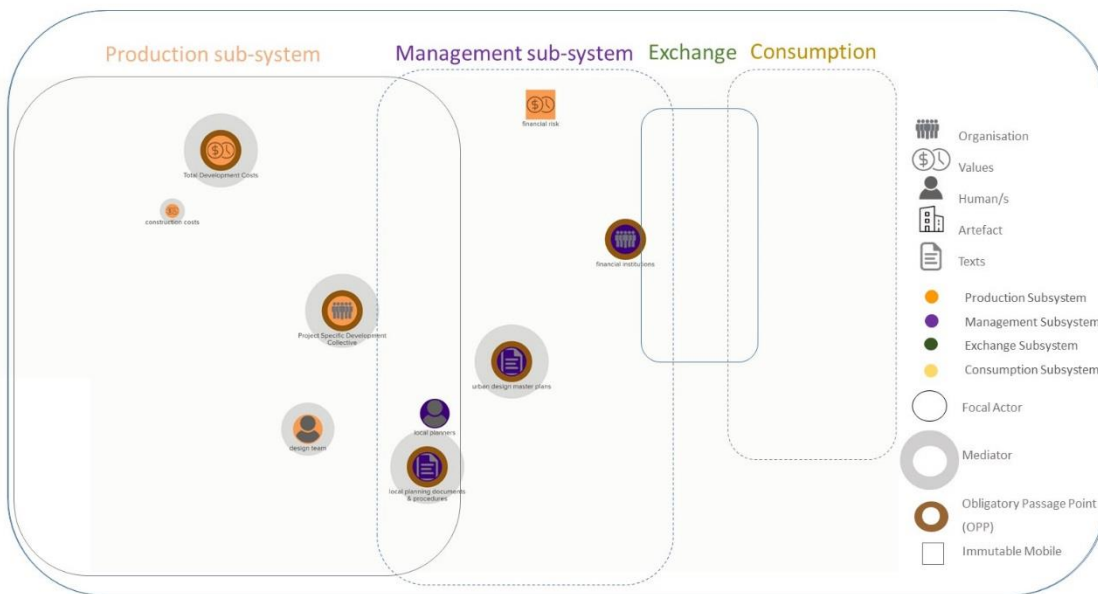 Production sub-system
Management sub-system
Exchange
Consumption
financial risk
Total Development Costs
construction costs
financial institutions
Project Specific Development
Collective
urban design master plans
local planners
design team
local planning documents
& procedures
Organisation
Values
Human/s
Artefact
Texts
Production Subsystem
Management Subsystem
Exchange Subsystem
Consumption Subsystem
Focal Actor
Mediator
Obligatory Passage Point
(OPP)
Immutable Mobile